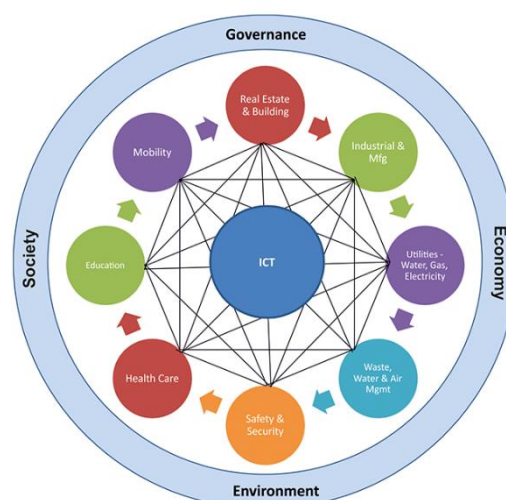 Governance
Real Estate
& Building
Mobility
Industrial &
Mfg
Society
Education
ICT
Utilities -
Water, Gas,
Electricity
Economy
Health Care
Waste,
Water & Air
Mgmt
Safety &
Security
Environment